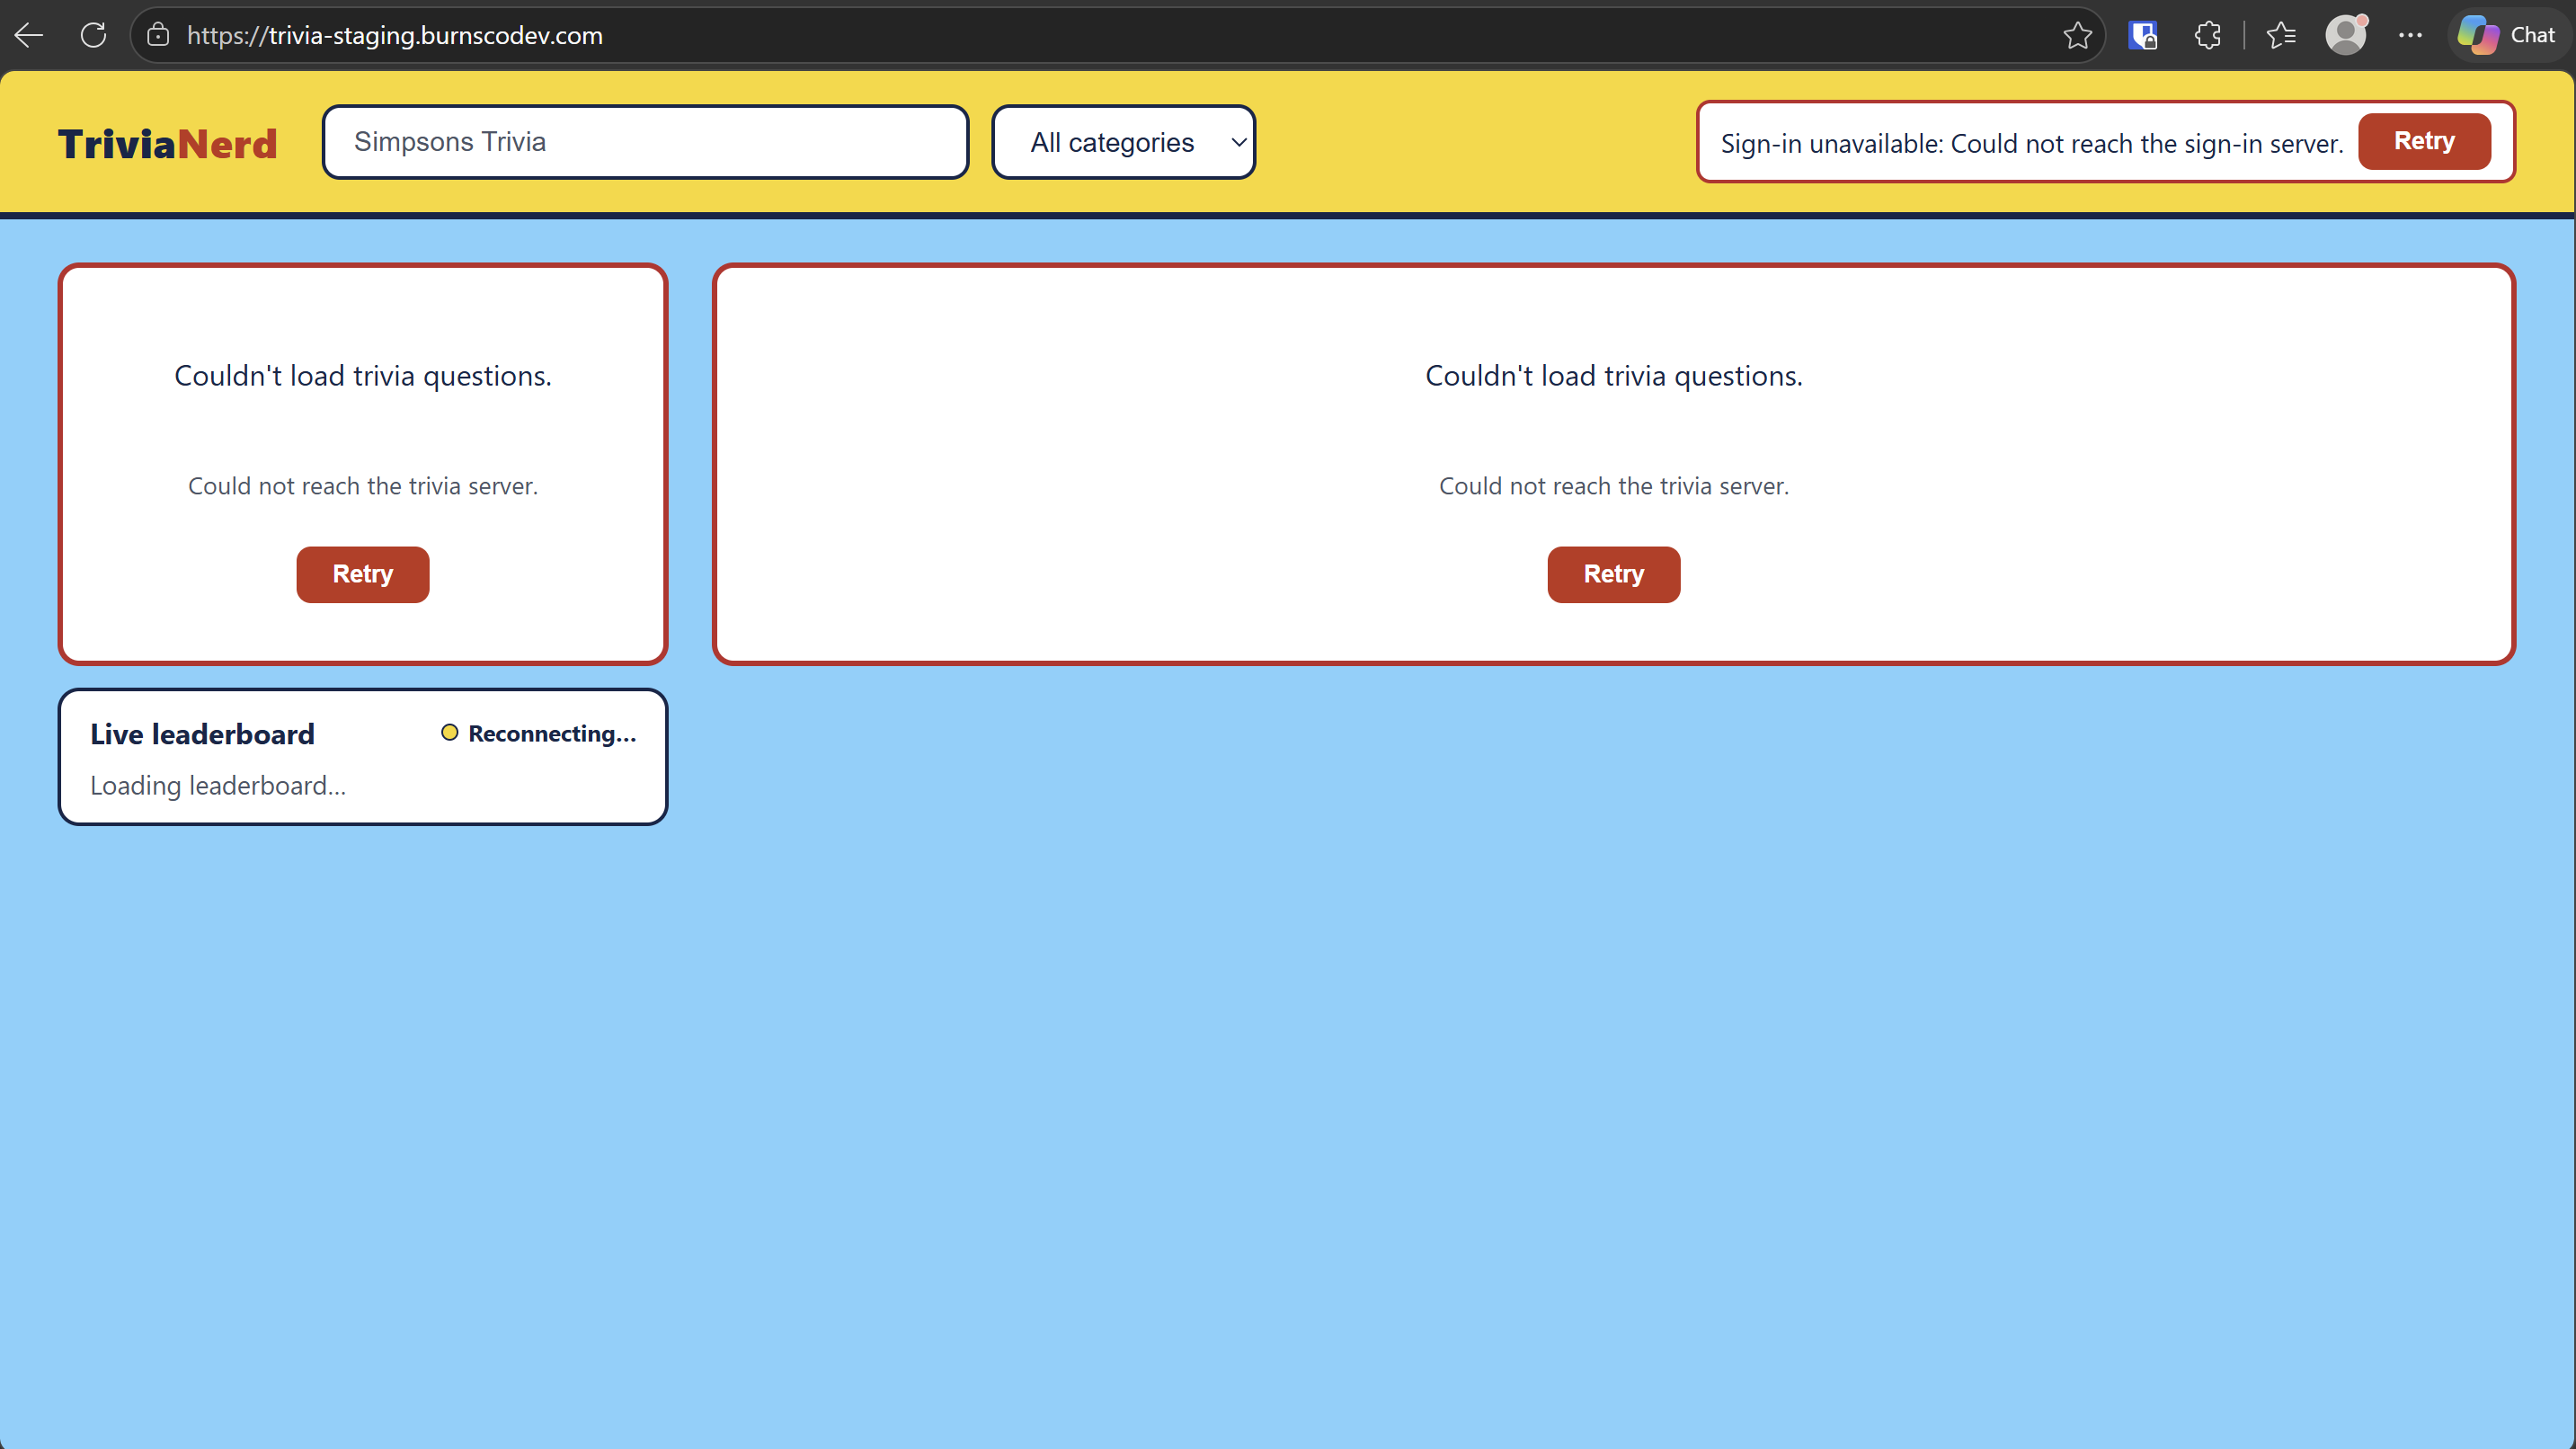 https://trivia-staging.burnscodev.com
Chat
TriviaNerd
Simpsons Trivia
All categories
Sign-in unavailable: Could not reach the sign-in server.
Retry
Couldn't load trivia questions.
Could not reach the trivia server.
Retry
Couldn't load trivia questions.
Could not reach the trivia server.
Retry
Live leaderboard
Reconnecting...
Loading leaderboard...